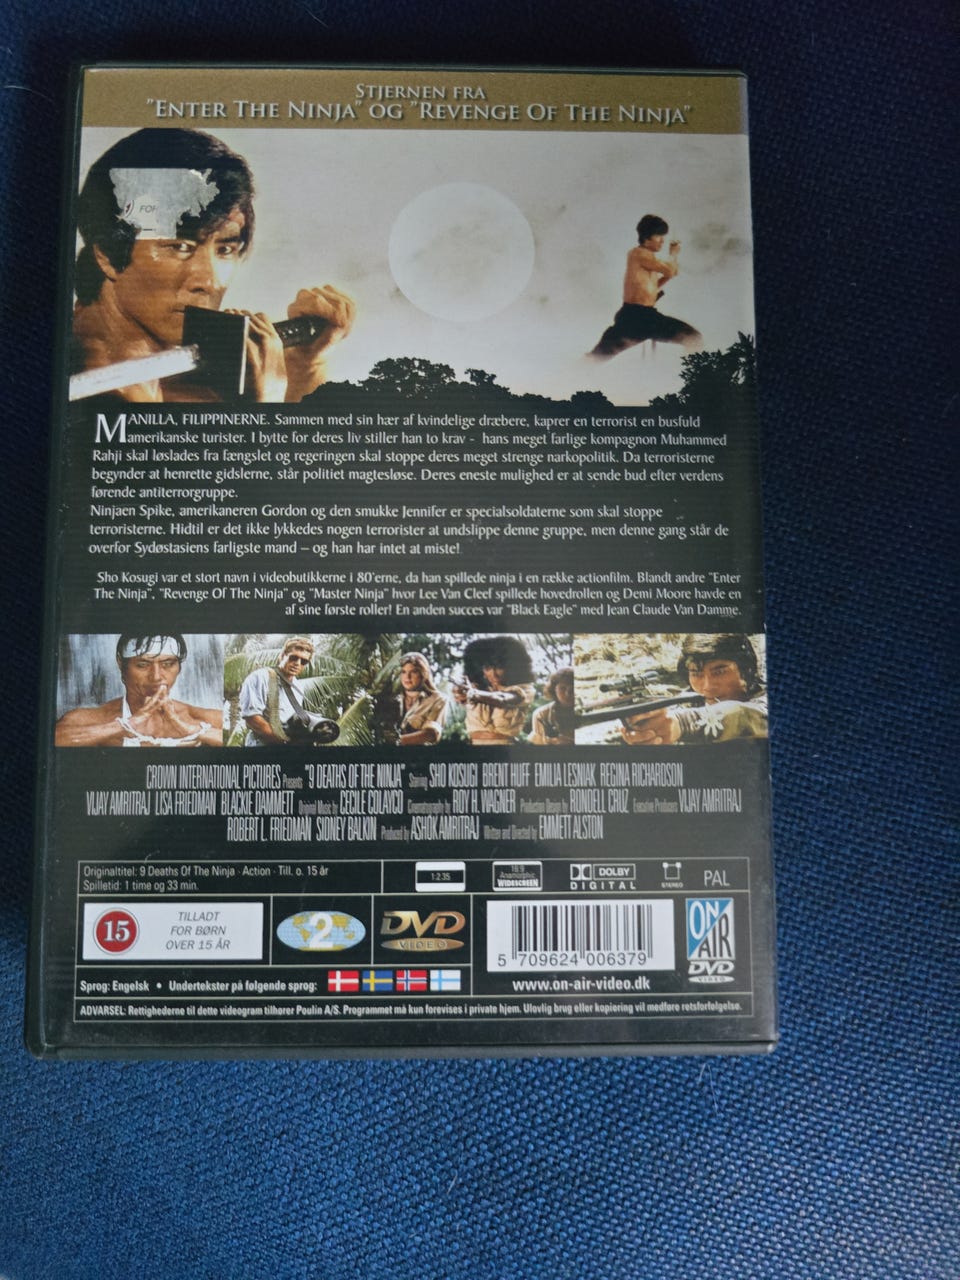 STJERNEN FRA
"ENTER THE NINJA" OG "REVENGE OF THE NINJA"
FOR
MANILLA, FILIPPINERNE. Sammen med sin hær af kvindelige dræbere, kaprer en terrorist en busfuld
amerikanske turister. I bytte for deres liv stiller han to krav - hans meget farlige kompagnon Muhammed
Rahji skal løslades fra fængslet og regeringen skal stoppe deres meget strenge narkopolitik. Da terroristerne
begynder at henrette gidslerne, står politiet magtesløse. Deres eneste mulighed er at sende bud efter verdens
førende antiterrorgruppe.
Ninjaen Spike, amerikaneren Gordon og den smukke Jennifer er specialsoldaterne som skal stoppe
terroristerne. Hidtil er det ikke lykkedes nogen terrorister at undslippe denne gruppe, men denne gang står de
overfor Sydøstasiens farligste mand – og han har intet at miste!
Sho Kosugi var et stort navn i videobutikkerne i 80'erne, da han spillede ninja i en række actionfilm. Blandt andre "Enter
The Ninja", "Revenge Of The Ninja" og "Master Ninja" hvor Lee Van Cleef spillede hovedrollen og Demi Moore havde en
af sine første roller! En anden succes var "Black Eagle" med Jean Claude Van Damme.
CROWN INTERNATIONAL PICTURES Presents "9 DEATHS OF THE NINJA" Starring SHO KOSUGI BRENT HUFF EMILIA LESNIAK REGINA RICHARDSON
VIJAY AMRITRAJ LISA FRIEDMAN BLACKIE DAMMETT Original Music by CECILE COLAYCO Cinematography by ROY H. WAGNER Production Design by RONDELL CRUZ Executive Producers VIJAY AMRITRAJ
ROBERT L. FRIEDMAN SIDNEY BALKIN Produced by ASHOK AMRITRAJ Written and Directed by EMMETT ALSTON
Originaltitel: 9 Deaths Of The Ninja · Action · Till. o. 15 år
Spilletid: 1 time og 33 min.
1:2.35
16:9
Anamorphic
WIDESCREEN
DOLBY
DIGITAL
STEREO
PAL
15
TILLADT
FOR BØRN
OVER 15 ÅR
2
DVD
VIDEO
5 709624 006379
ON
AIR
DVD
VIDEO
Sprog: Engelsk • Undertekster på følgende sprog:
www.on-air-video.dk
ADVARSEL: Rettighederne til dette videogram tilhører Poulin A/S. Programmet må kun forevises i private hjem. Ulovlig brug eller kopiering vil medføre retsforfølgelse.